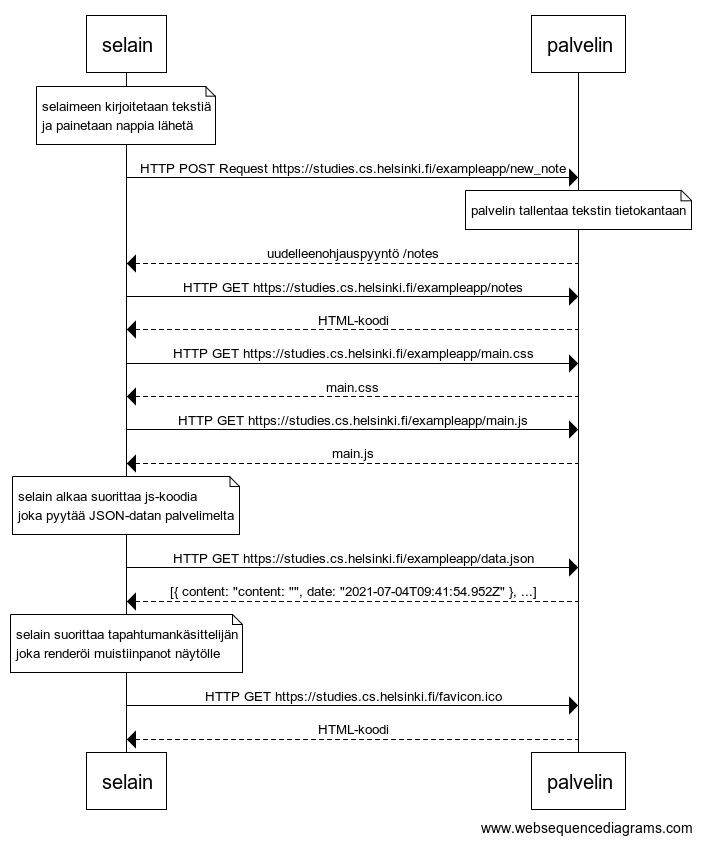 selain
palvelin
selaimeen kirjoitetaan tekstiä
ja painetaan nappia lähetä
HTTP POST Request https://studies.cs.helsinki.fi/exampleapp/new_note
palvelin tallentaa tekstin tietokantaan
uudelleenohjauspyyntö /notes
HTTP GET https://studies.cs.helsinki.fi/exampleapp/notes
HTML-koodi
HTTP GET https://studies.cs.helsinki.fi/exampleapp/main.css
main.css
HTTP GET https://studies.cs.helsinki.fi/exampleapp/main.js
main.js
selain alkaa suorittaa js-koodia
joka pyytää JSON-datan palvelimelta
HTTP GET https://studies.cs.helsinki.fi/exampleapp/data.json
[{ content: "content: "", date: "2021-07-04T09:41:54.952Z" }, ...]
selain suorittaa tapahtumankäsittelijän
joka renderöi muistiinpanot näytölle
HTTP GET https://studies.cs.helsinki.fi/favicon.ico
HTML-koodi
selain
palvelin
www.websequencediagrams.com